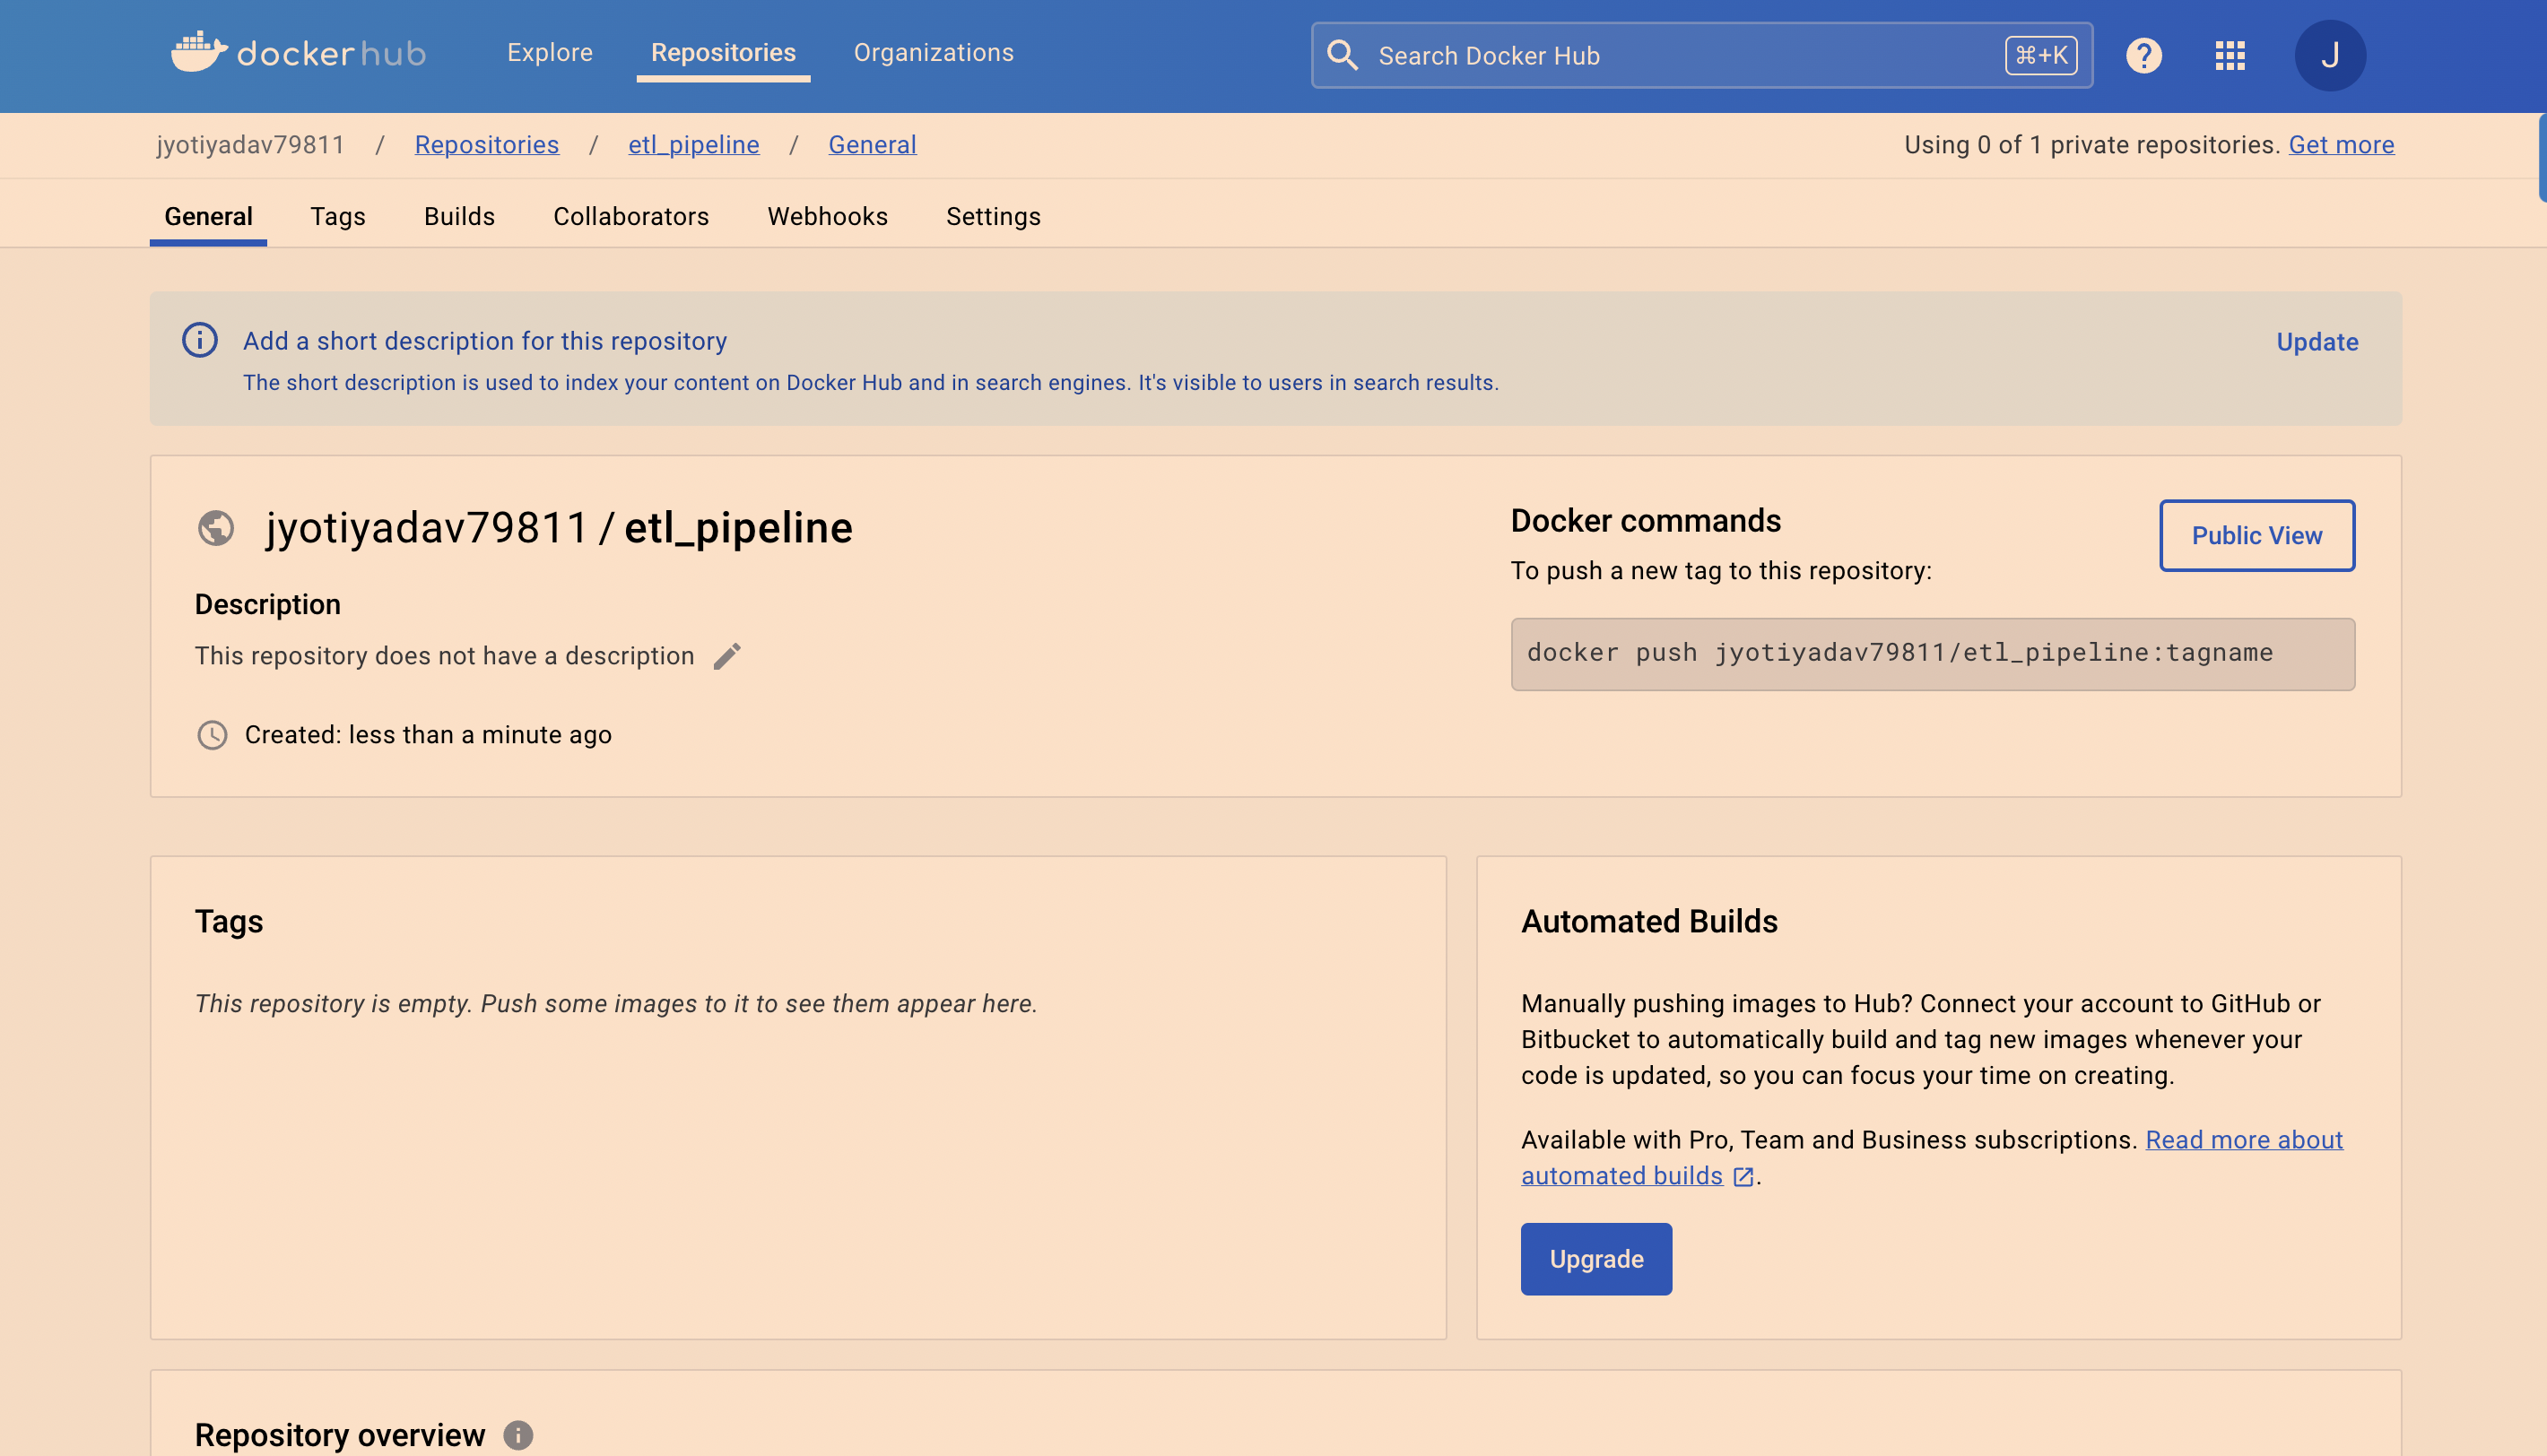 dockerhub
Explore
Repositories
Organizations
Search Docker Hub
⌘+K
?
J
jyotiyadav79811 / Repositories / etl_pipeline / General
Using 0 of 1 private repositories. Get more
General
Tags
Builds
Collaborators
Webhooks
Settings
Add a short description for this repository
Update
The short description is used to index your content on Docker Hub and in search engines. It's visible to users in search results.
jyotiyadav79811 / etl_pipeline
Description
This repository does not have a description
Created: less than a minute ago
Docker commands
Public View
To push a new tag to this repository:
docker push jyotiyadav79811/etl_pipeline:tagname
Tags
This repository is empty. Push some images to it to see them appear here.
Automated Builds
Manually pushing images to Hub? Connect your account to GitHub or
Bitbucket to automatically build and tag new images whenever your
code is updated, so you can focus your time on creating.
Available with Pro, Team and Business subscriptions. Read more about
automated builds .
Upgrade
Repository overview